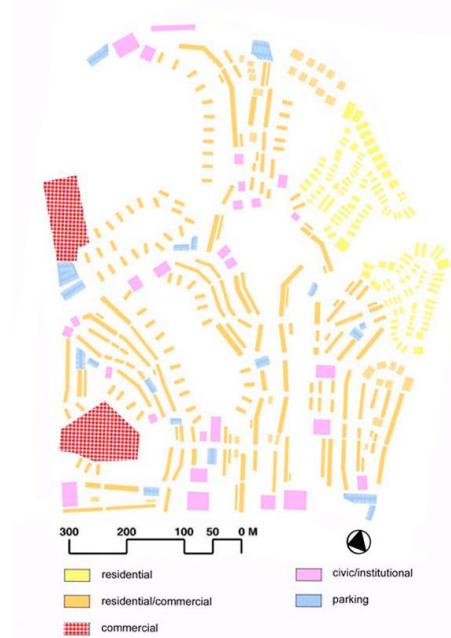 300 200 100 50 0 M
residential
civic/institutional
residential/commercial
parking
commercial